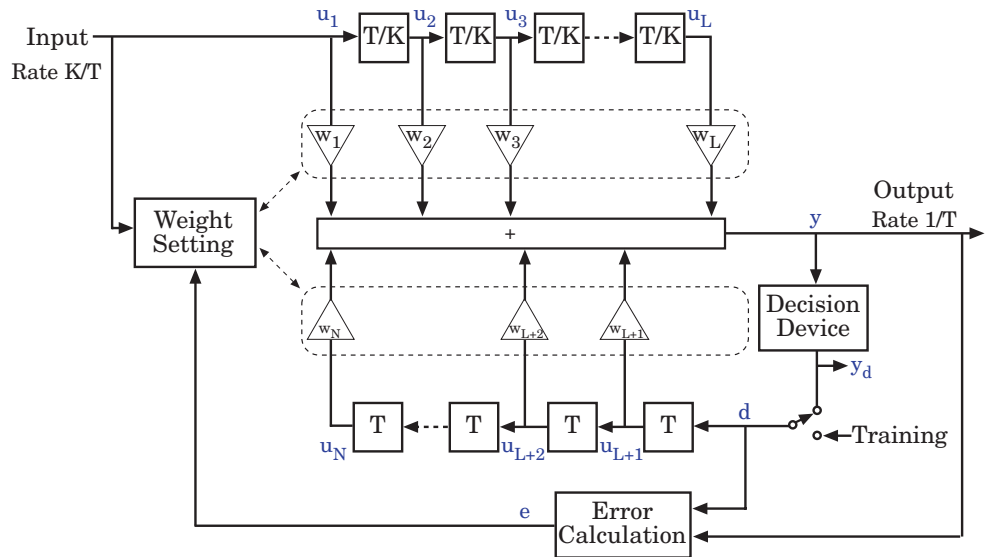 Input
Rate K/T
u1 T/K u2 T/K u3 T/K T/K uL
w1 w2 w3 wL
Weight
Setting
+
y
Output
Rate 1/T
wN wL+2 wL+1
Decision
Device
yd
T T T T d
uN uL+2 uL+1
Training
e
Error
Calculation